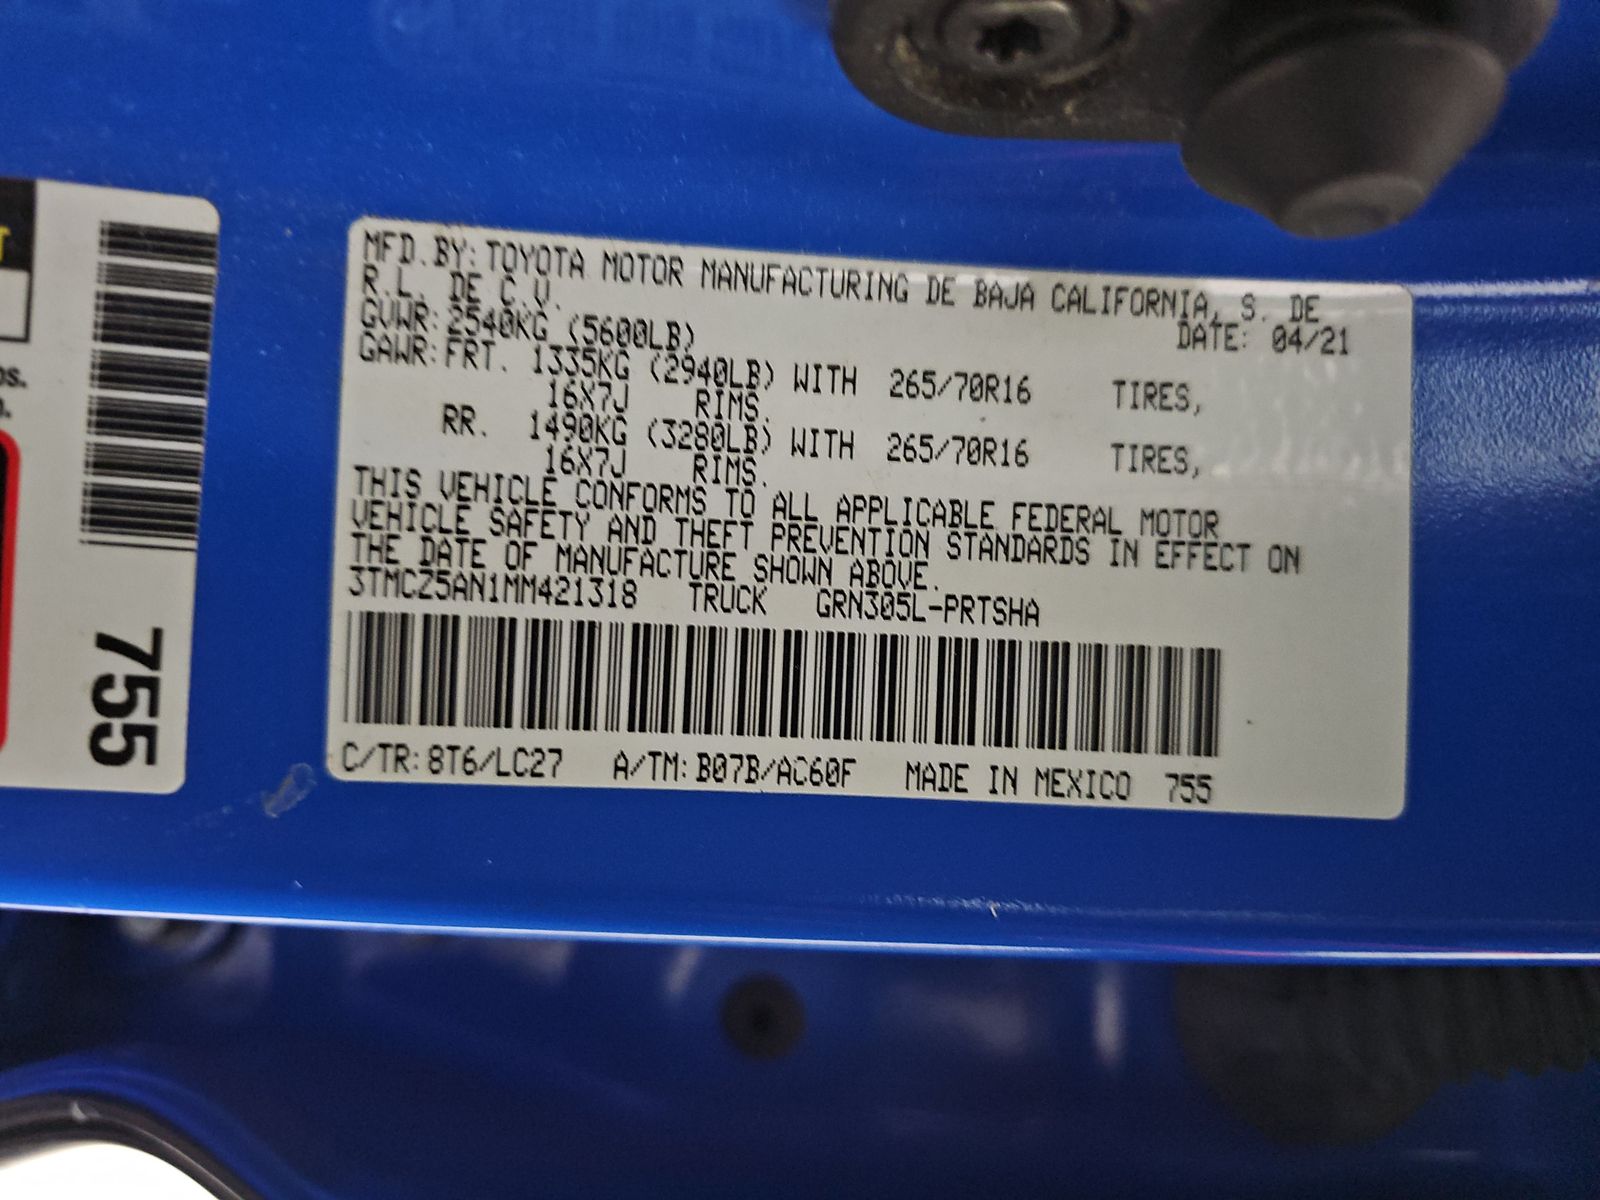 MFD. BY: TOYOTA MOTOR MANUFACTURING DE BAJA CALIFORNIA, S. DE
R.L. DE C.V. DATE: 04/21
GVWR: 2540KG (5600LB)
GAWR: FRT. 1335KG (2940LB) WITH 265/70R16 TIRES,
16X7J RIMS.
RR. 1490KG (3280LB) WITH 265/70R16 TIRES,
16X7J RIMS.
THIS VEHICLE CONFORMS TO ALL APPLICABLE FEDERAL MOTOR
VEHICLE SAFETY AND THEFT PREVENTION STANDARDS IN EFFECT ON
THE DATE OF MANUFACTURE SHOWN ABOVE.
3TMCZ5AN1MM421318 TRUCK GRN305L-PRTSHA
C/TR: 8T6/LC27 A/TM: B07B/AC60F MADE IN MEXICO 755
755